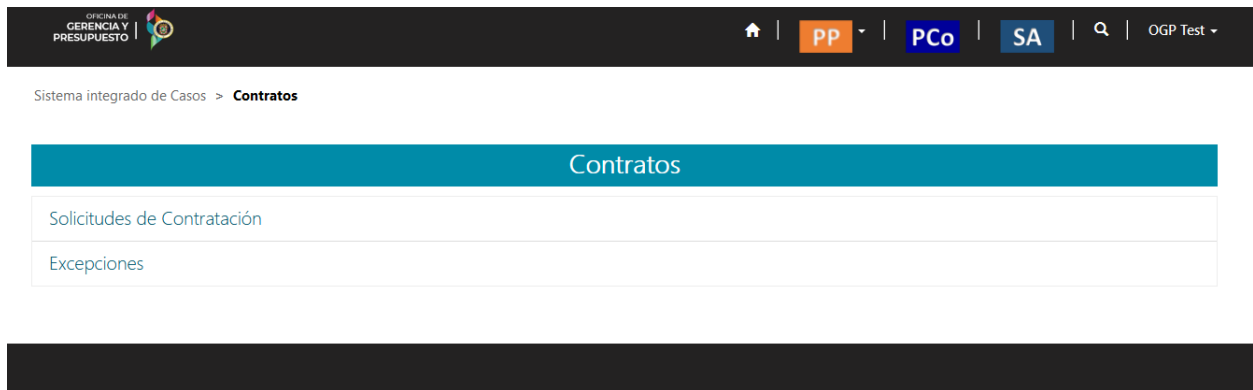 OFICINA DE
GERENCIA Y
PRESUPUESTO
PP
PCo
SA
OGP Test
Sistema integrado de Casos > Contratos
Contratos
Solicitudes de Contratación
Excepciones